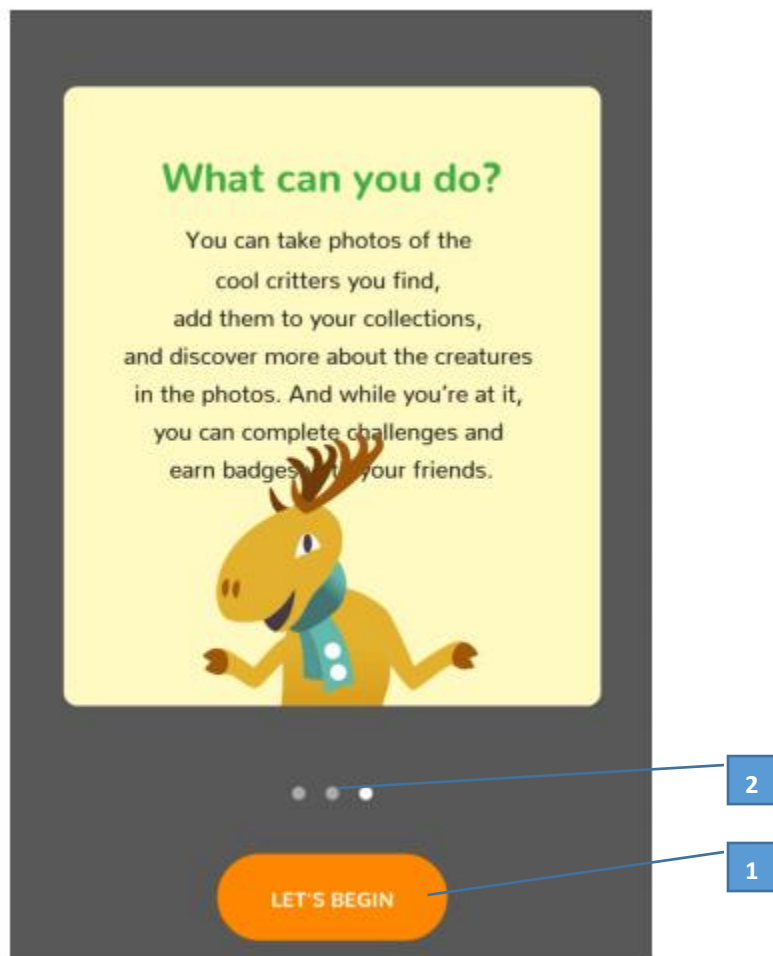 What can you do?
You can take photos of the
cool critters you find,
add them to your collections,
and discover more about the creatures
in the photos. And while you're at it,
you can complete challenges and
earn badges your friends.
2
1
LET'S BEGIN